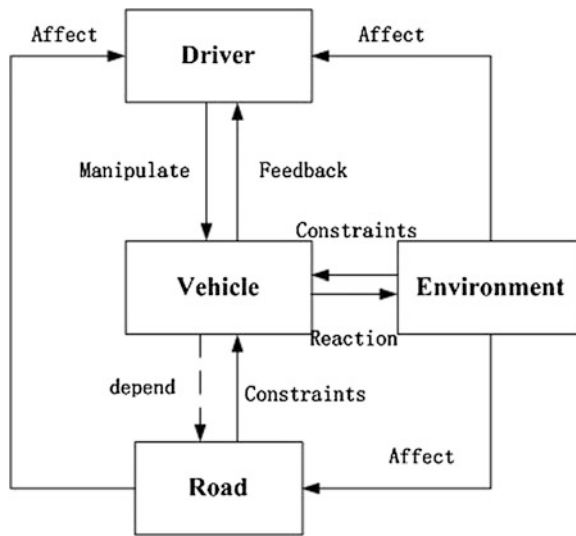 Affect
Affect
Driver
Manipulate
Feedback
Constraints
Vehicle
Environment
Reaction
depend
Constraints
Affect
Road